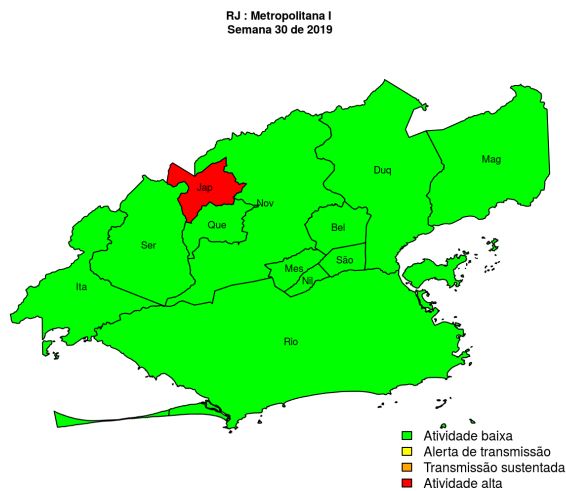 RJ : Metropolitana I
Semana 30 de 2019
Mag
Duq
Jap
Nov
Que
Bel
Ser
São
Mes
Nil
Ita
Rio
Atividade baixa
Alerta de transmissão
Transmissão sustentada
Atividade alta